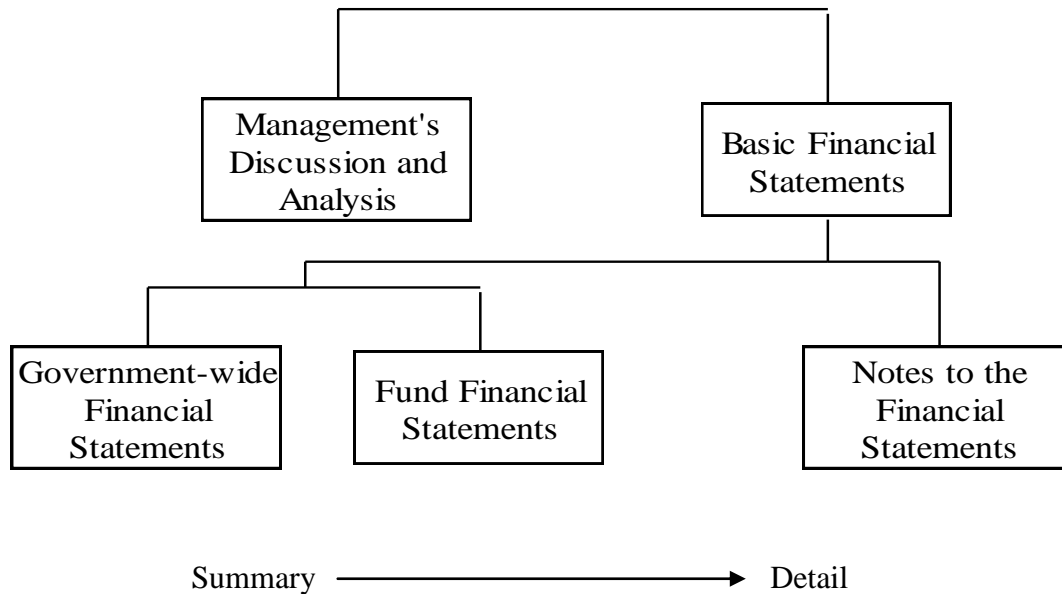 Management's
Discussion and
Analysis
Basic Financial
Statements
Government-wide
Financial
Statements
Fund Financial
Statements
Notes to the
Financial
Statements
Summary
Detail